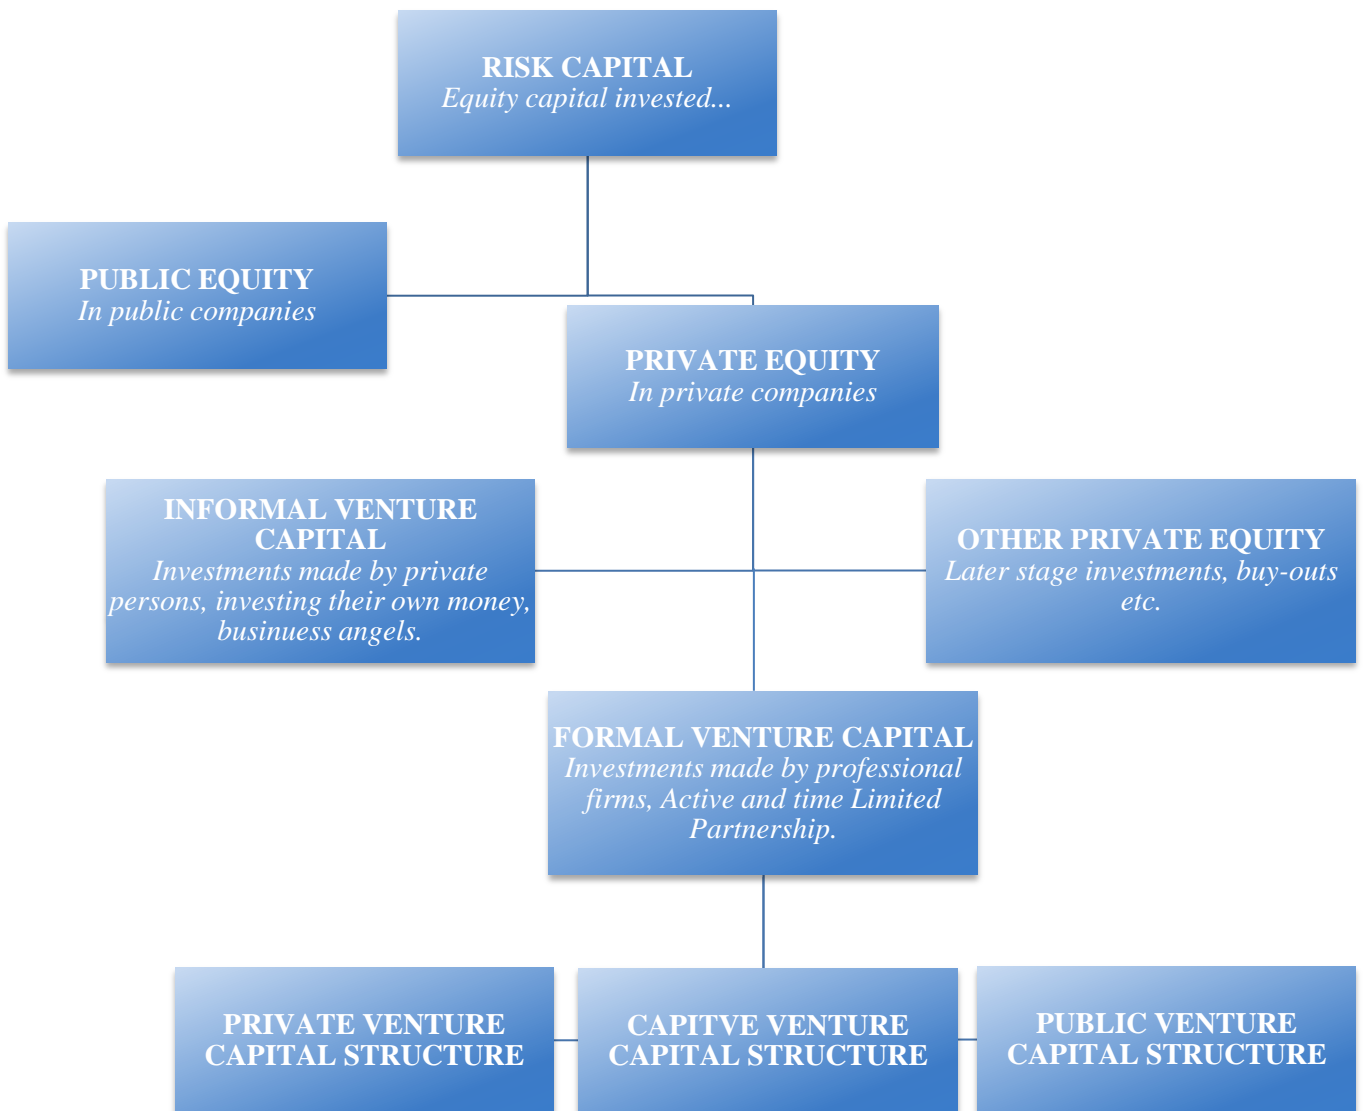 RISK CAPITAL
Equity capital invested...
PUBLIC EQUITY
In public companies
PRIVATE EQUITY
In private companies
INFORMAL VENTURE
CAPITAL
Investments made by private
persons, investing their own money,
businuess angels.
OTHER PRIVATE EQUITY
Later stage investments, buy-outs
etc.
FORMAL VENTURE CAPITAL
Investments made by professional
firms, Active and time Limited
Partnership.
PRIVATE VENTURE
CAPITAL STRUCTURE
CAPITVE VENTURE
CAPITAL STRUCTURE
PUBLIC VENTURE
CAPITAL STRUCTURE